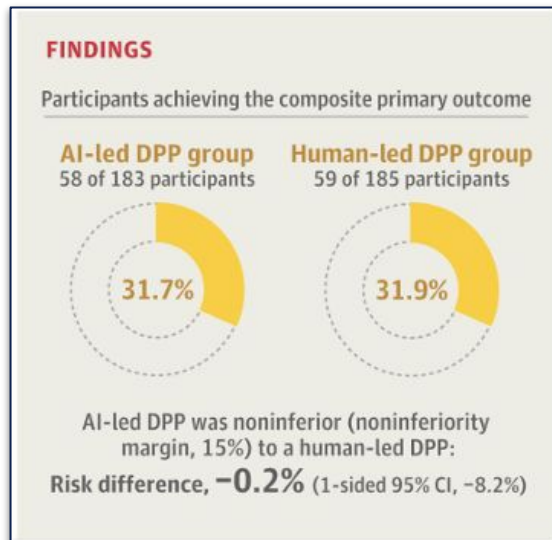 FINDINGS
Participants achieving the composite primary outcome
AI-led DPP group
58 of 183 participants
31.7%
Human-led DPP group
59 of 185 participants
31.9%
AI-led DPP was noninferior (noninferiority
margin, 15%) to a human-led DPP:
Risk difference, −0.2% (1-sided 95% CI, −8.2%)